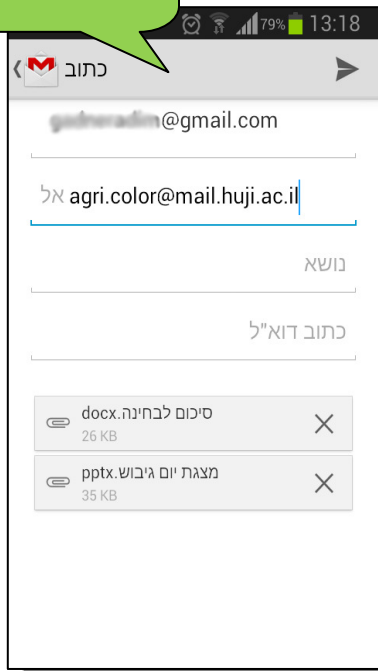 79% 13:18
כתוב
@gmail.com
אל agri.color@mail.huji.ac.il
נושא
כתוב דוא"ל
סיכום לבחינה.docx
26 KB
מצגת יום גיבוש.pptx
35 KB